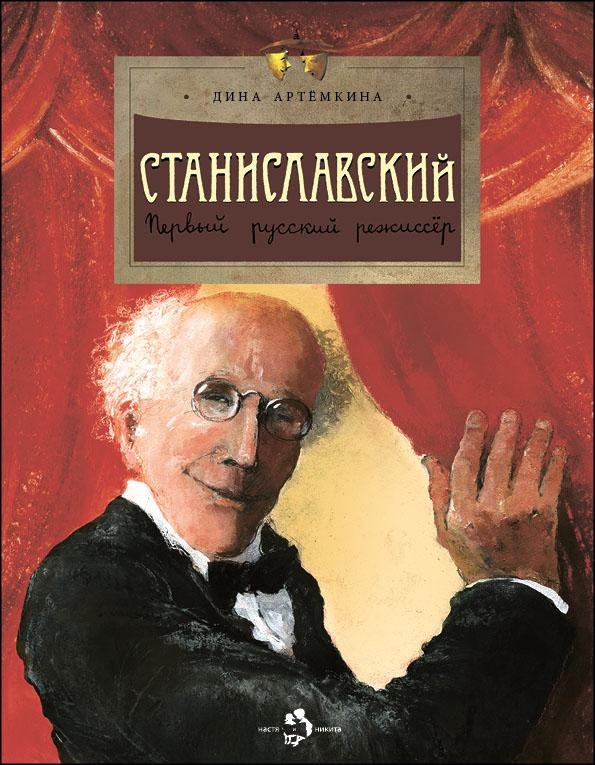 ДИНА АРТЁМКИНА
СТАНИСЛАВСКИЙ
Первый русский режиссёр
настя и никита